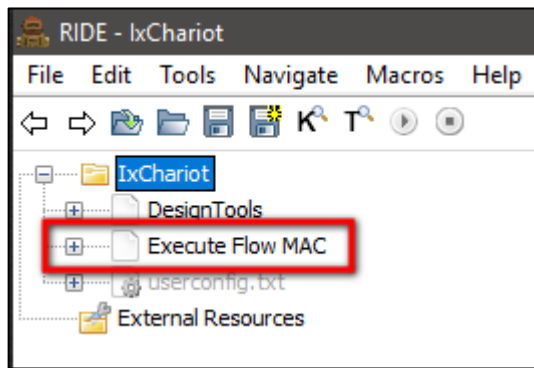 RIDE - IxChariot
File Edit Tools Navigate Macros Help
K T
IxChariot
DesignTools
Execute Flow MAC
userconfig.txt
External Resources